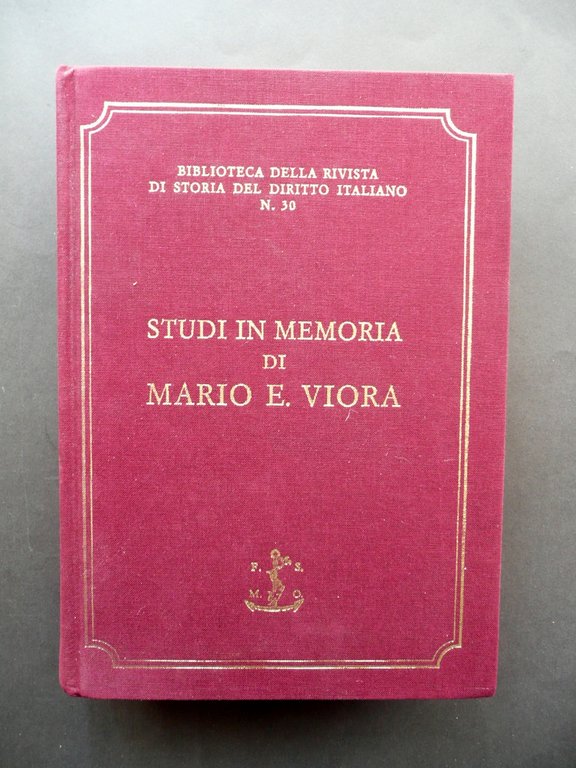 BIBLIOTECA DELLA RIVISTA
DI STORIA DEL DIRITTO ITALIANO
N. 30
STUDI IN MEMORIA
DI
MARIO E. VIORA
F. S.
M. O.